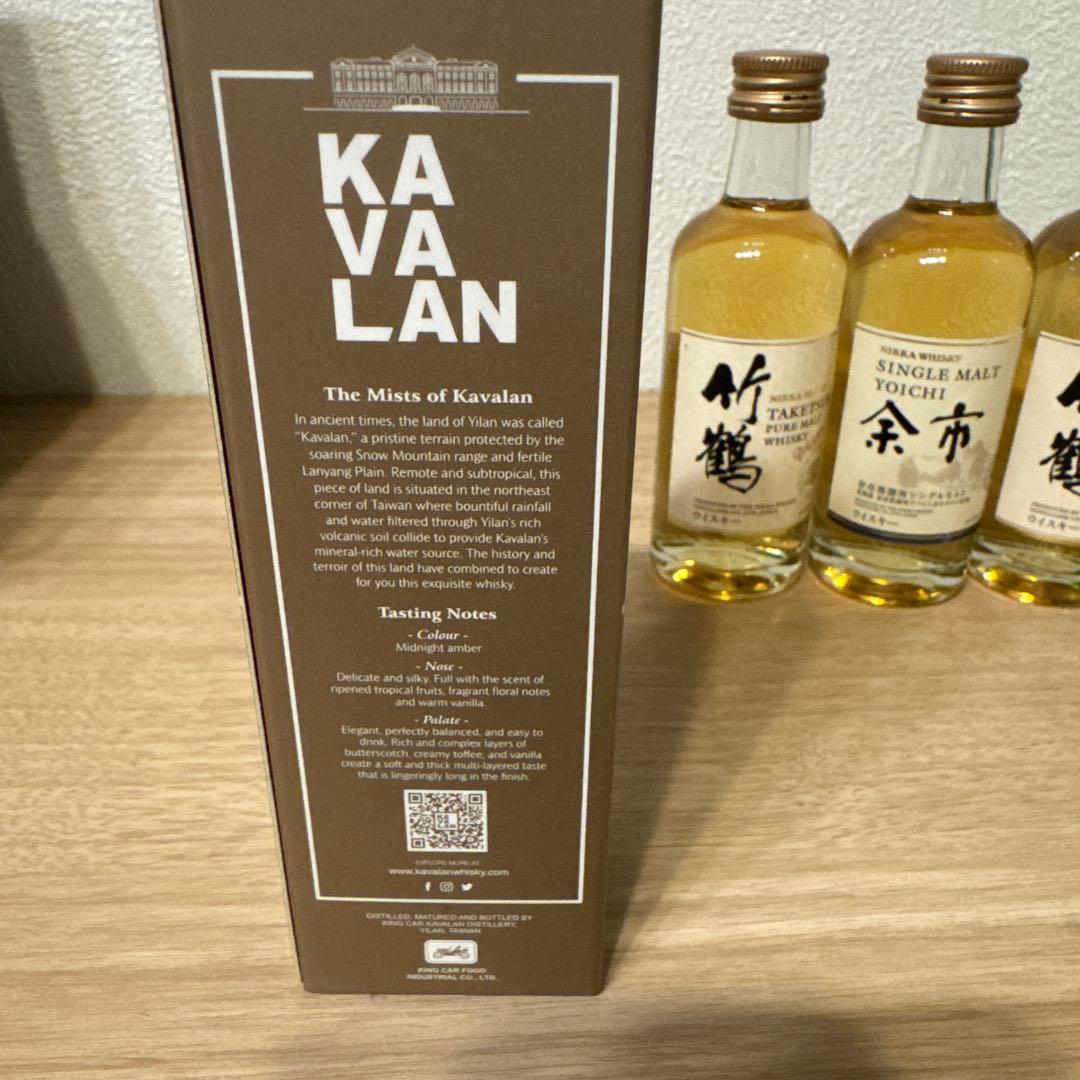 KA
VA
LAN
The Mists of Kavalan
In ancient times, the land of Yilan was called
"Kavalan," a pristine terrain protected by the
soaring Snow Mountain range and fertile
Lanyang Plain. Remote and subtropical, this
piece of land is situated in the northeast
corner of Taiwan where bountiful rainfall
and water filtered through Yilan's rich
volcanic soil collide to provide Kavalan's
mineral-rich water source. The history and
terroir of this land have combined to create
for you this exquisite whisky.
Tasting Notes
- Colour -
Midnight amber
- Nose -
Delicate and silky. Full with the scent of
ripened tropical fruits, fragrant floral notes
and warm vanilla.
- Palate -
Elegant, perfectly balanced, and easy to
drink. Rich and complex layers of
butterscotch, creamy toffee, and vanilla
create a soft and thick multi-layered taste
that is lingeringly long in the finish.
KA
VA
LAN
EXPLORE MORE AT
www.kavalanwhisky.com
DISTILLED, MATURED AND BOTTLED BY
KING CAR KAVALAN DISTILLERY,
YILAN, TAIWAN
KING CAR FOOD
INDUSTRIAL CO., LTD.
竹鶴
NIKKA
PURE MALT
WHISKY
ウイスキー
NIKKA WHISKY
SINGLE MALT
YOICHI
余市
ウイスキー
竹鶴
ウイスキー